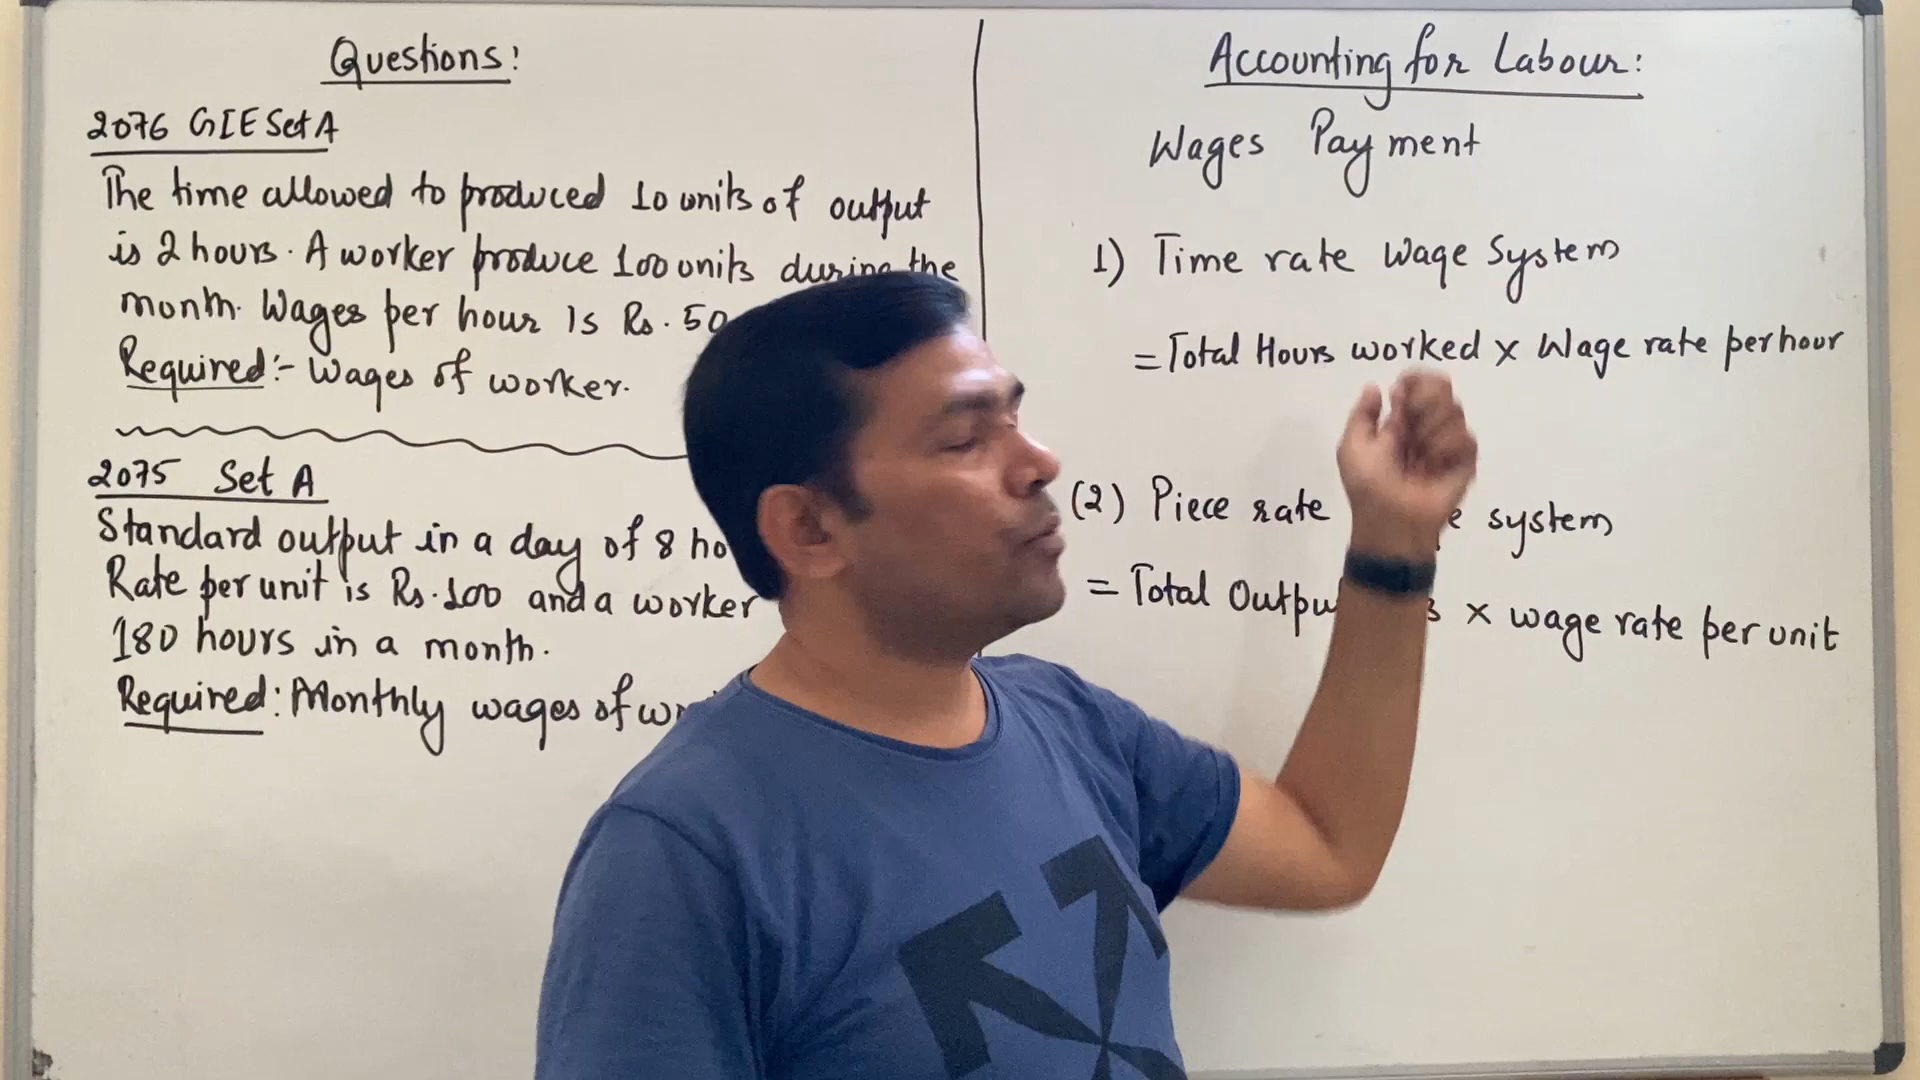 Questions:
2076 GIE Set A
The time allowed to produced 10 units of output
is 2 hours. A worker produce 100 units during the
month. Wages per hour is Rs. 50
Required:- Wages of worker.
2075 Set A
Standard output in a day of 8
Rate per unit is Rs. 100 and a worker
180 hours in a month.
Required: Monthly wages of
Accounting for Labour:
Wages Payment
1) Time rate wage System
= Total Hours worked x Wage rate per hour
(2) Piece rate system
= Total x wage rate per unit